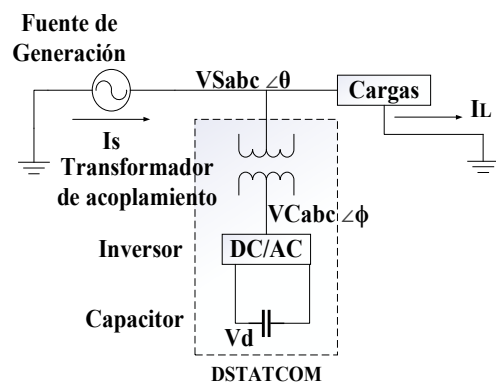 Fuente de
Generación
VSabc ∠θ
Cargas
Is
IL
Transformador
de acoplamiento
VCabc ∠ϕ
Inversor
DC/AC
Capacitor
Vd
DSTATCOM